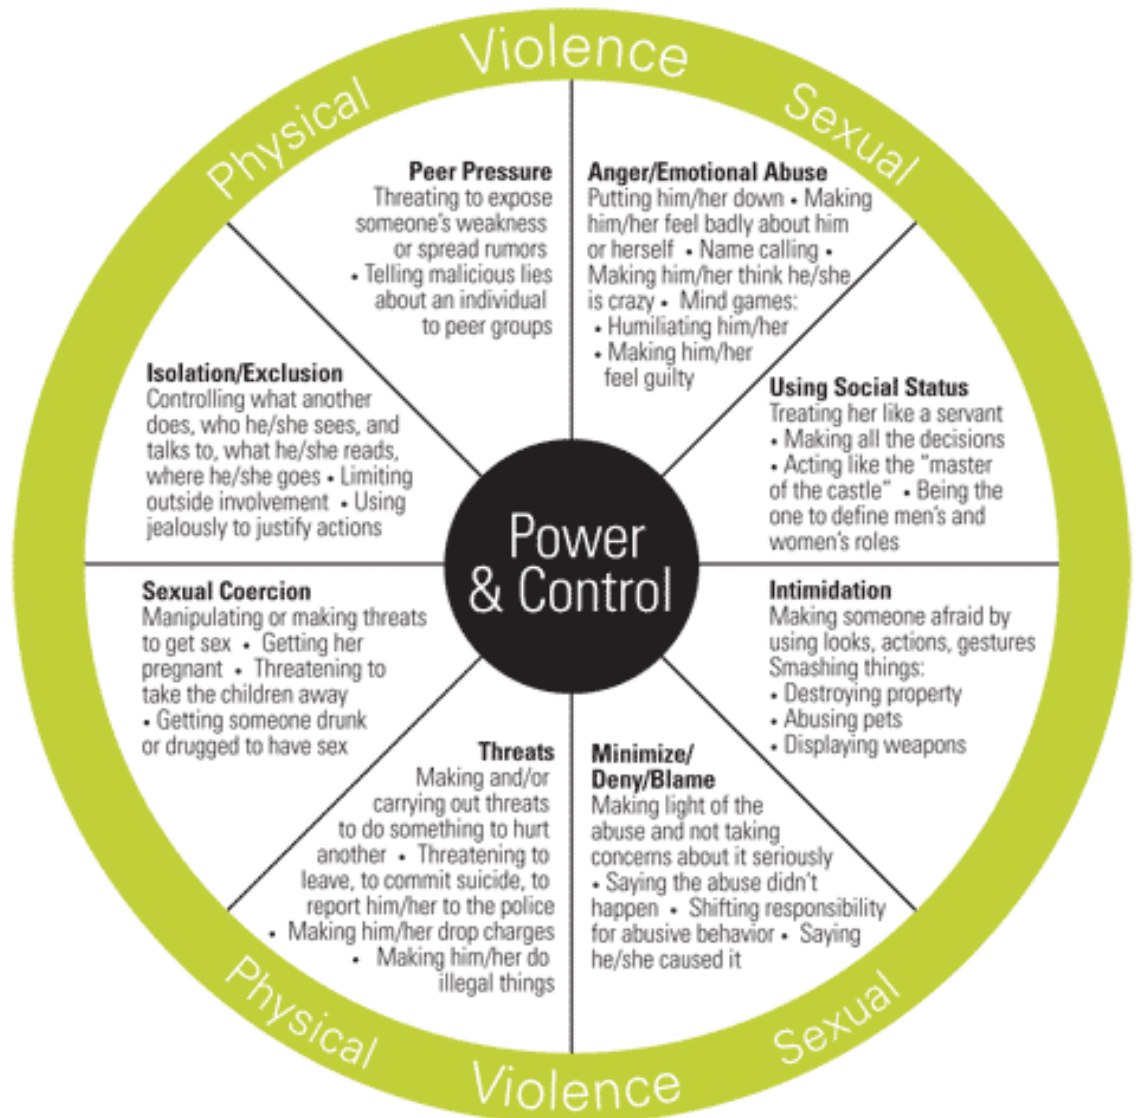 Physical Violence Sexual
Peer Pressure
Threating to expose
someone's weakness
or spread rumors
• Telling malicious lies
about an individual
to peer groups
Anger/Emotional Abuse
Putting him/her down • Making
him/her feel badly about him
or herself • Name calling •
Making him/her think he/she
is crazy • Mind games:
• Humiliating him/her
• Making him/her
feel guilty
Isolation/Exclusion
Controlling what another
does, who he/she sees, and
talks to, what he/she reads,
where he/she goes • Limiting
outside involvement • Using
jealously to justify actions
Using Social Status
Treating her like a servant
• Making all the decisions
• Acting like the "master
of the castle" • Being the
one to define men's and
women's roles
Power
& Control
Sexual Coercion
Manipulating or making threats
to get sex • Getting her
pregnant • Threatening to
take the children away
• Getting someone drunk
or drugged to have sex
Intimidation
Making someone afraid by
using looks, actions, gestures
Smashing things:
• Destroying property
• Abusing pets
• Displaying weapons
Threats
Making and/or
carrying out threats
to do something to hurt
another • Threatening to
leave, to commit suicide, to
report him/her to the police
• Making him/her drop charges
• Making him/her do
illegal things
Minimize/
Deny/Blame
Making light of the
abuse and not taking
concerns about it seriously
• Saying the abuse didn't
happen • Shifting responsibility
for abusive behavior • Saying
he/she caused it
Physical Violence Sexual